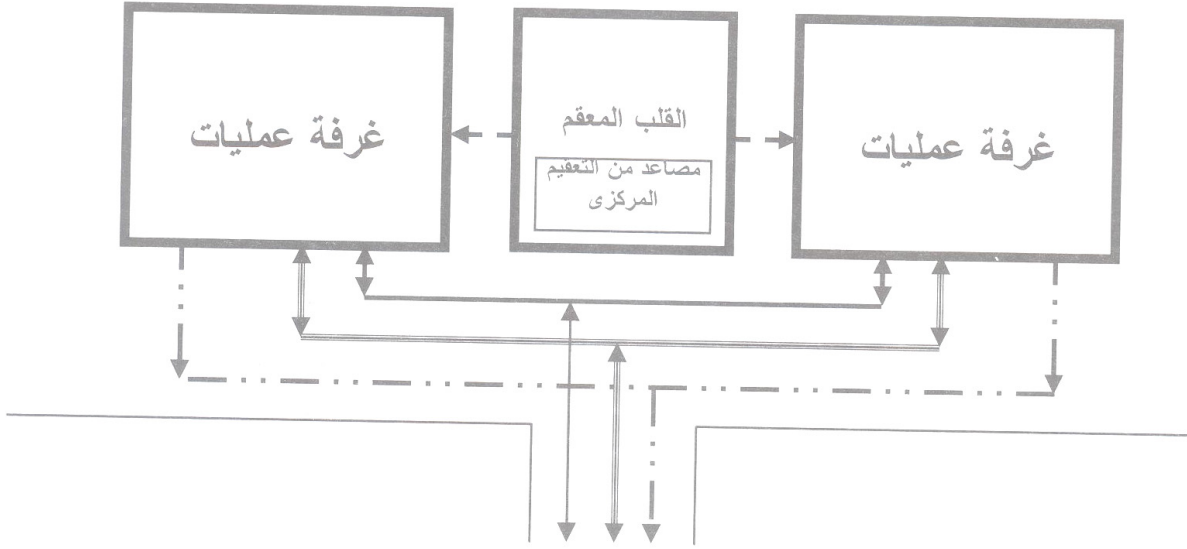 غرفة عمليات
القلب المعقم
مصاعد من التعقيم
المركزى
غرفة عمليات